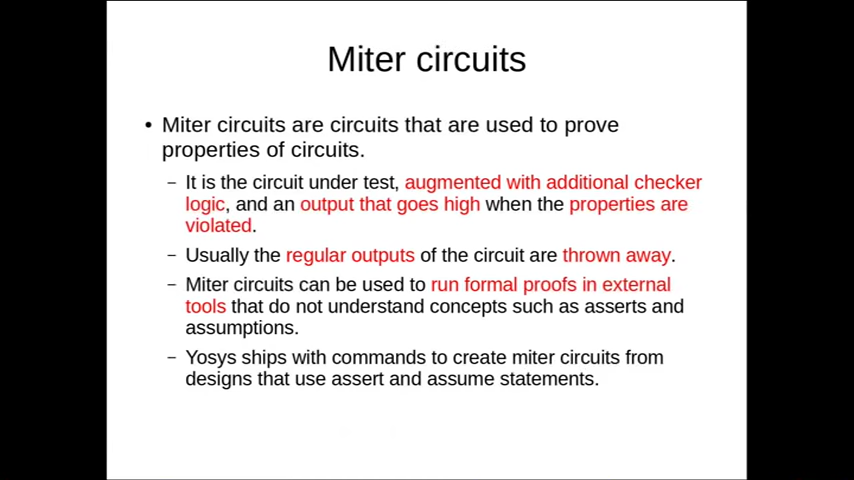 Miter circuits
• Miter circuits are circuits that are used to prove
properties of circuits.
– It is the circuit under test, augmented with additional checker
logic, and an output that goes high when the properties are
violated.
– Usually the regular outputs of the circuit are thrown away.
– Miter circuits can be used to run formal proofs in external
tools that do not understand concepts such as asserts and
assumptions.
– Yosys ships with commands to create miter circuits from
designs that use assert and assume statements.